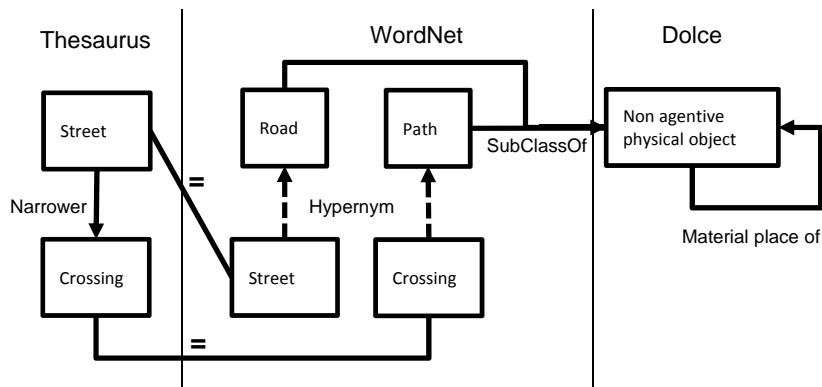 Thesaurus
WordNet
Dolce
Street
Road
Path
Non agentive
physical object
SubClassOf
=
Narrower
Hypernym
Material place of
Crossing
Street
Crossing
=